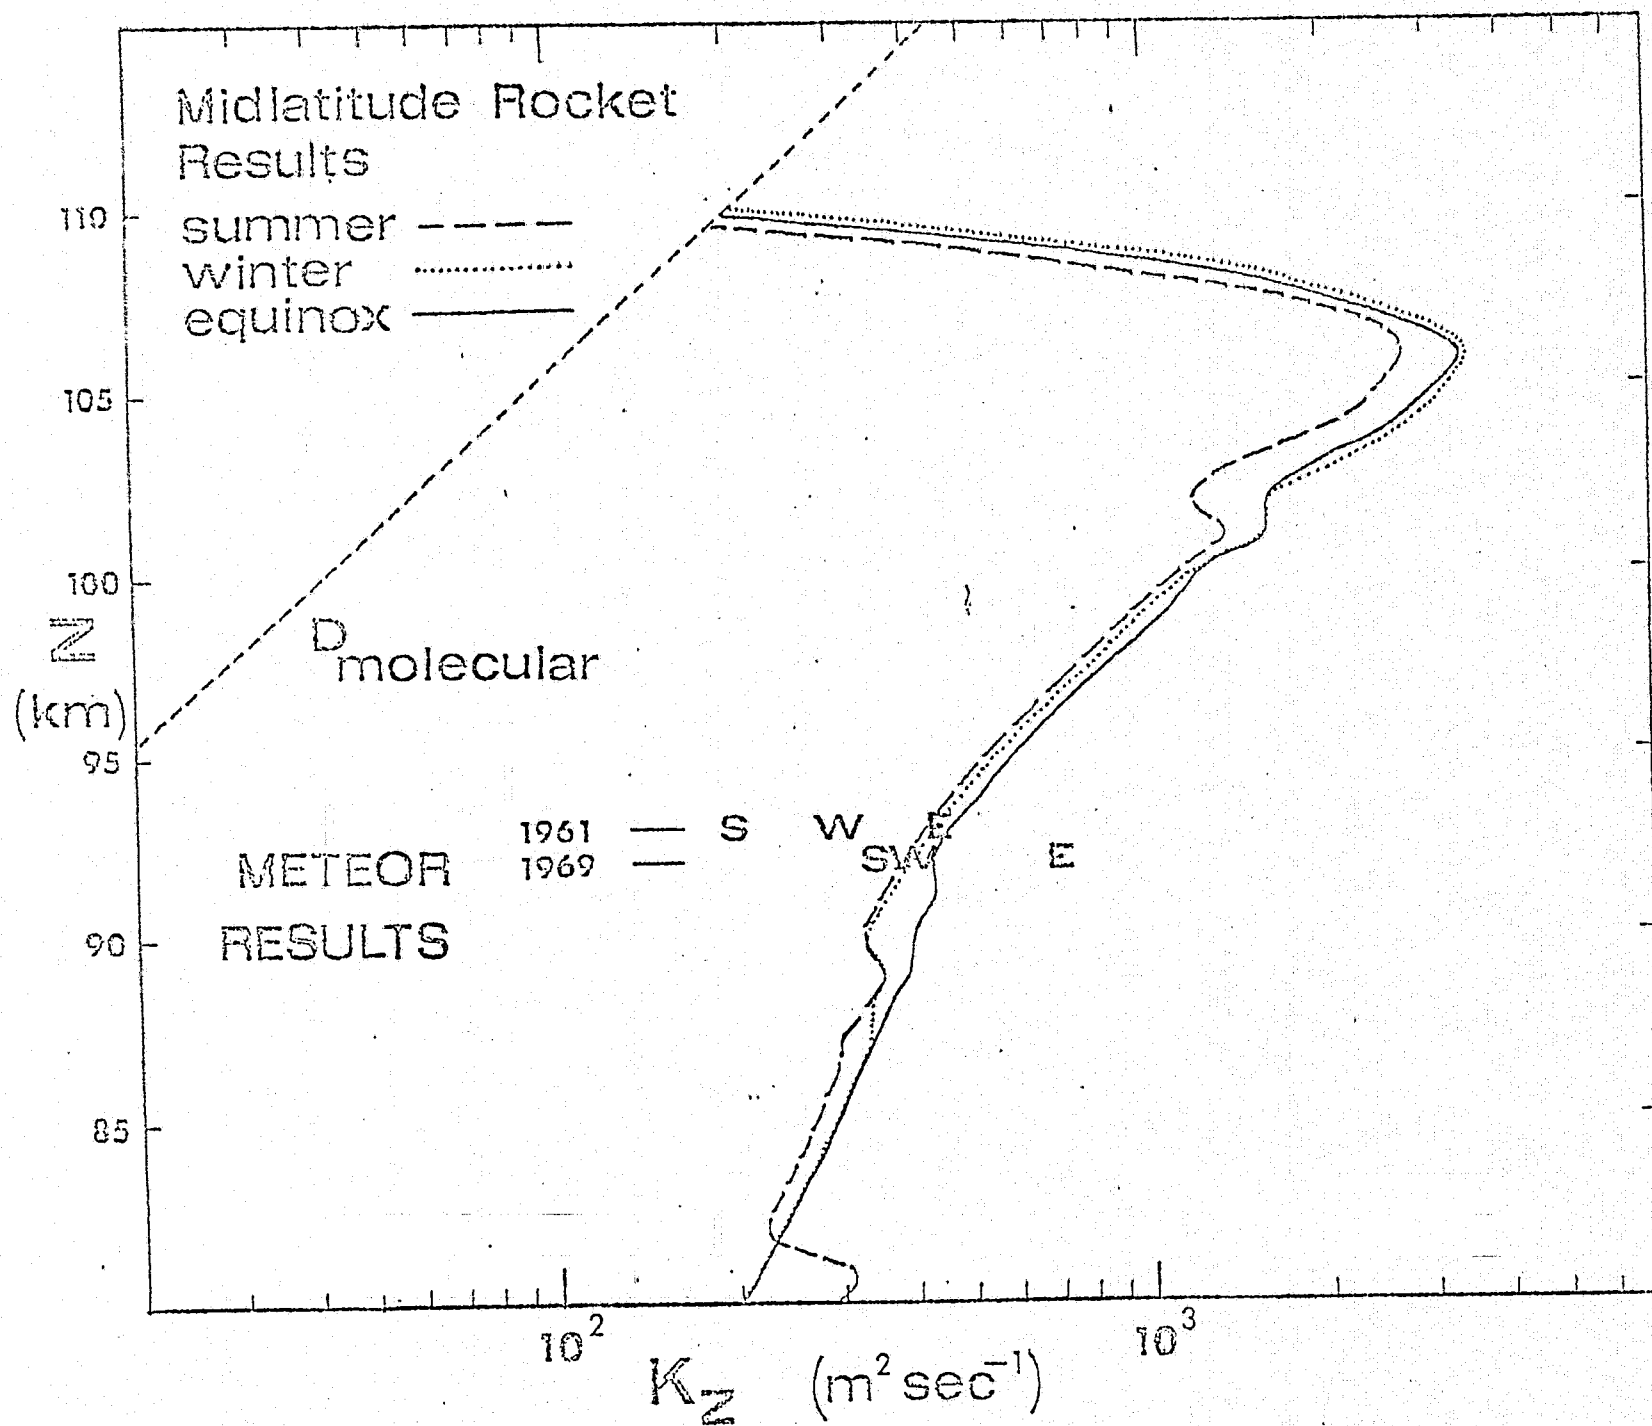 Midlatitude Rocket
Results
summer
winter
equinox
110
105
100
Z
(km)
95
90
85
D molecular
1961 — S W E
1969 — SW E
METEOR
RESULTS
10²
10³
K_Z (m² sec⁻¹)